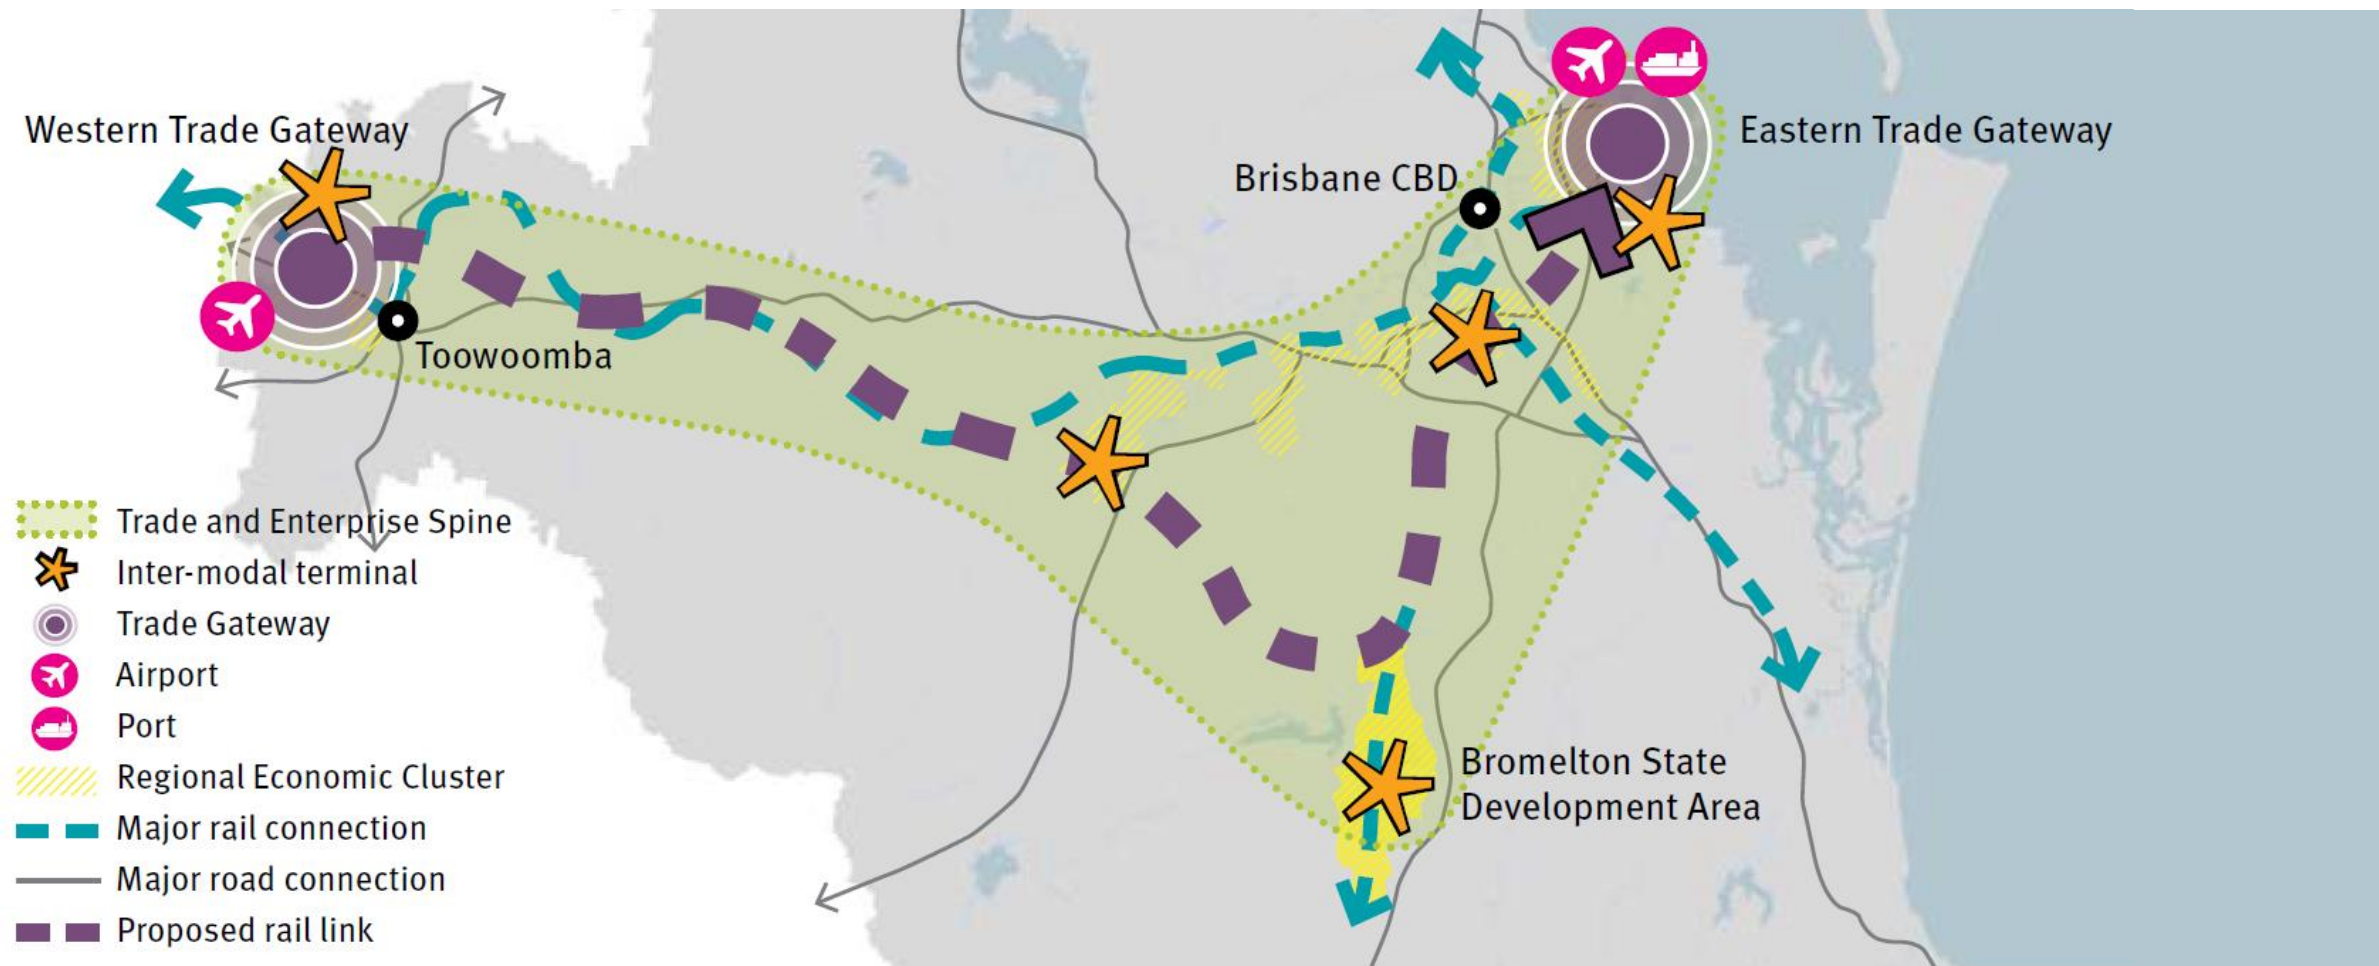 Western Trade Gateway
Eastern Trade Gateway
Brisbane CBD
Toowoomba
Bromelton State
Development Area
Trade and Enterprise Spine
Inter-modal terminal
Trade Gateway
Airport
Port
Regional Economic Cluster
Major rail connection
Major road connection
Proposed rail link